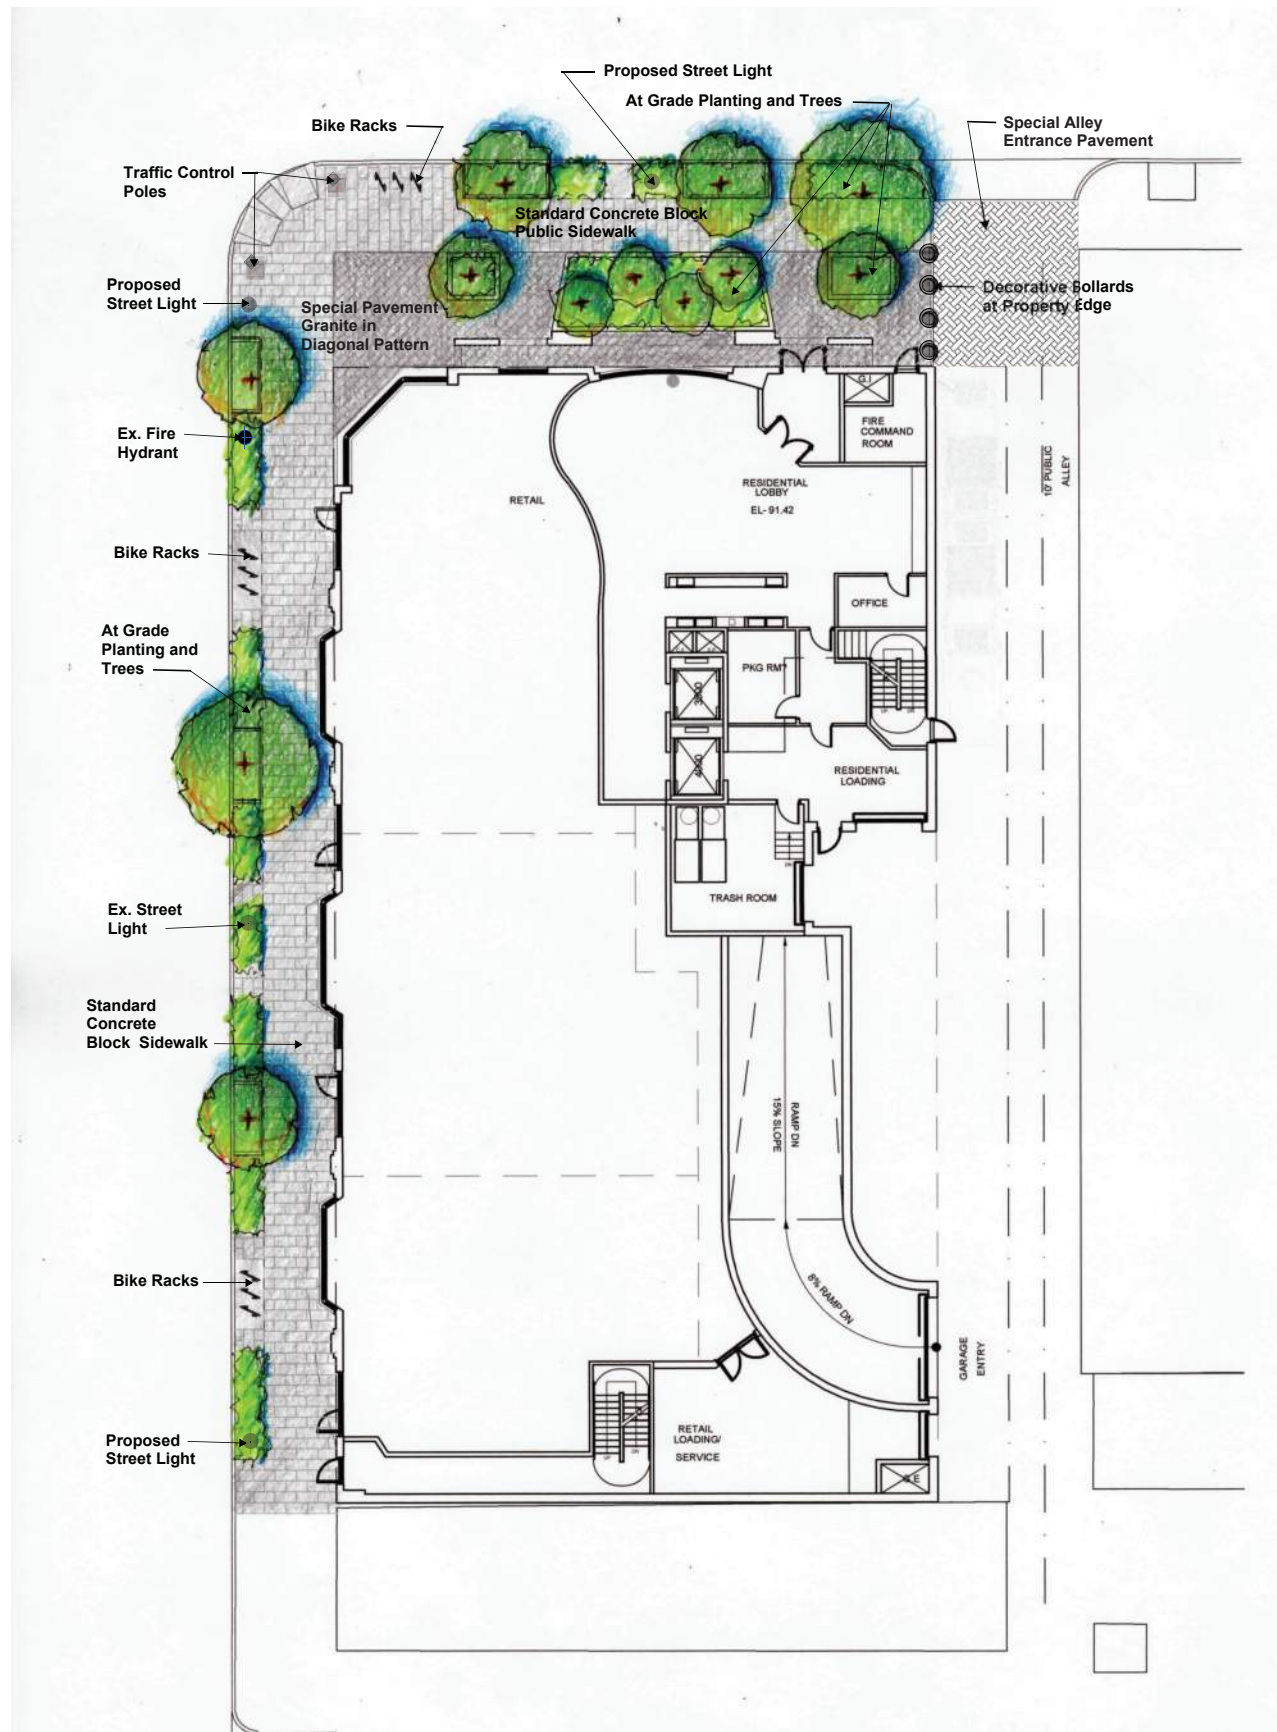 Proposed Street Light
At Grade Planting and Trees
Bike Racks
Special Alley
Entrance Pavement
Traffic Control
Poles
Standard Concrete Block
Public Sidewalk
Proposed
Street Light
Special Pavement
Granite in
Diagonal Pattern
Decorative Bollards
at Property Edge
G.I
FIRE
COMMAND
ROOM
Ex. Fire
Hydrant
10' PUBLIC
ALLEY
RETAIL
RESIDENTIAL
LOBBY
EL- 91.42
Bike Racks
OFFICE
At Grade
Planting and
Trees
PKG RM?
4000
RESIDENTIAL
LOADING
TRASH ROOM
Ex. Street
Light
Standard
Concrete
Block Sidewalk
RAMP DN
15% SLOPE
Bike Racks
8% RAMP DN
GARAGE
ENTRY
Proposed
Street Light
RETAIL
LOADING/
SERVICE